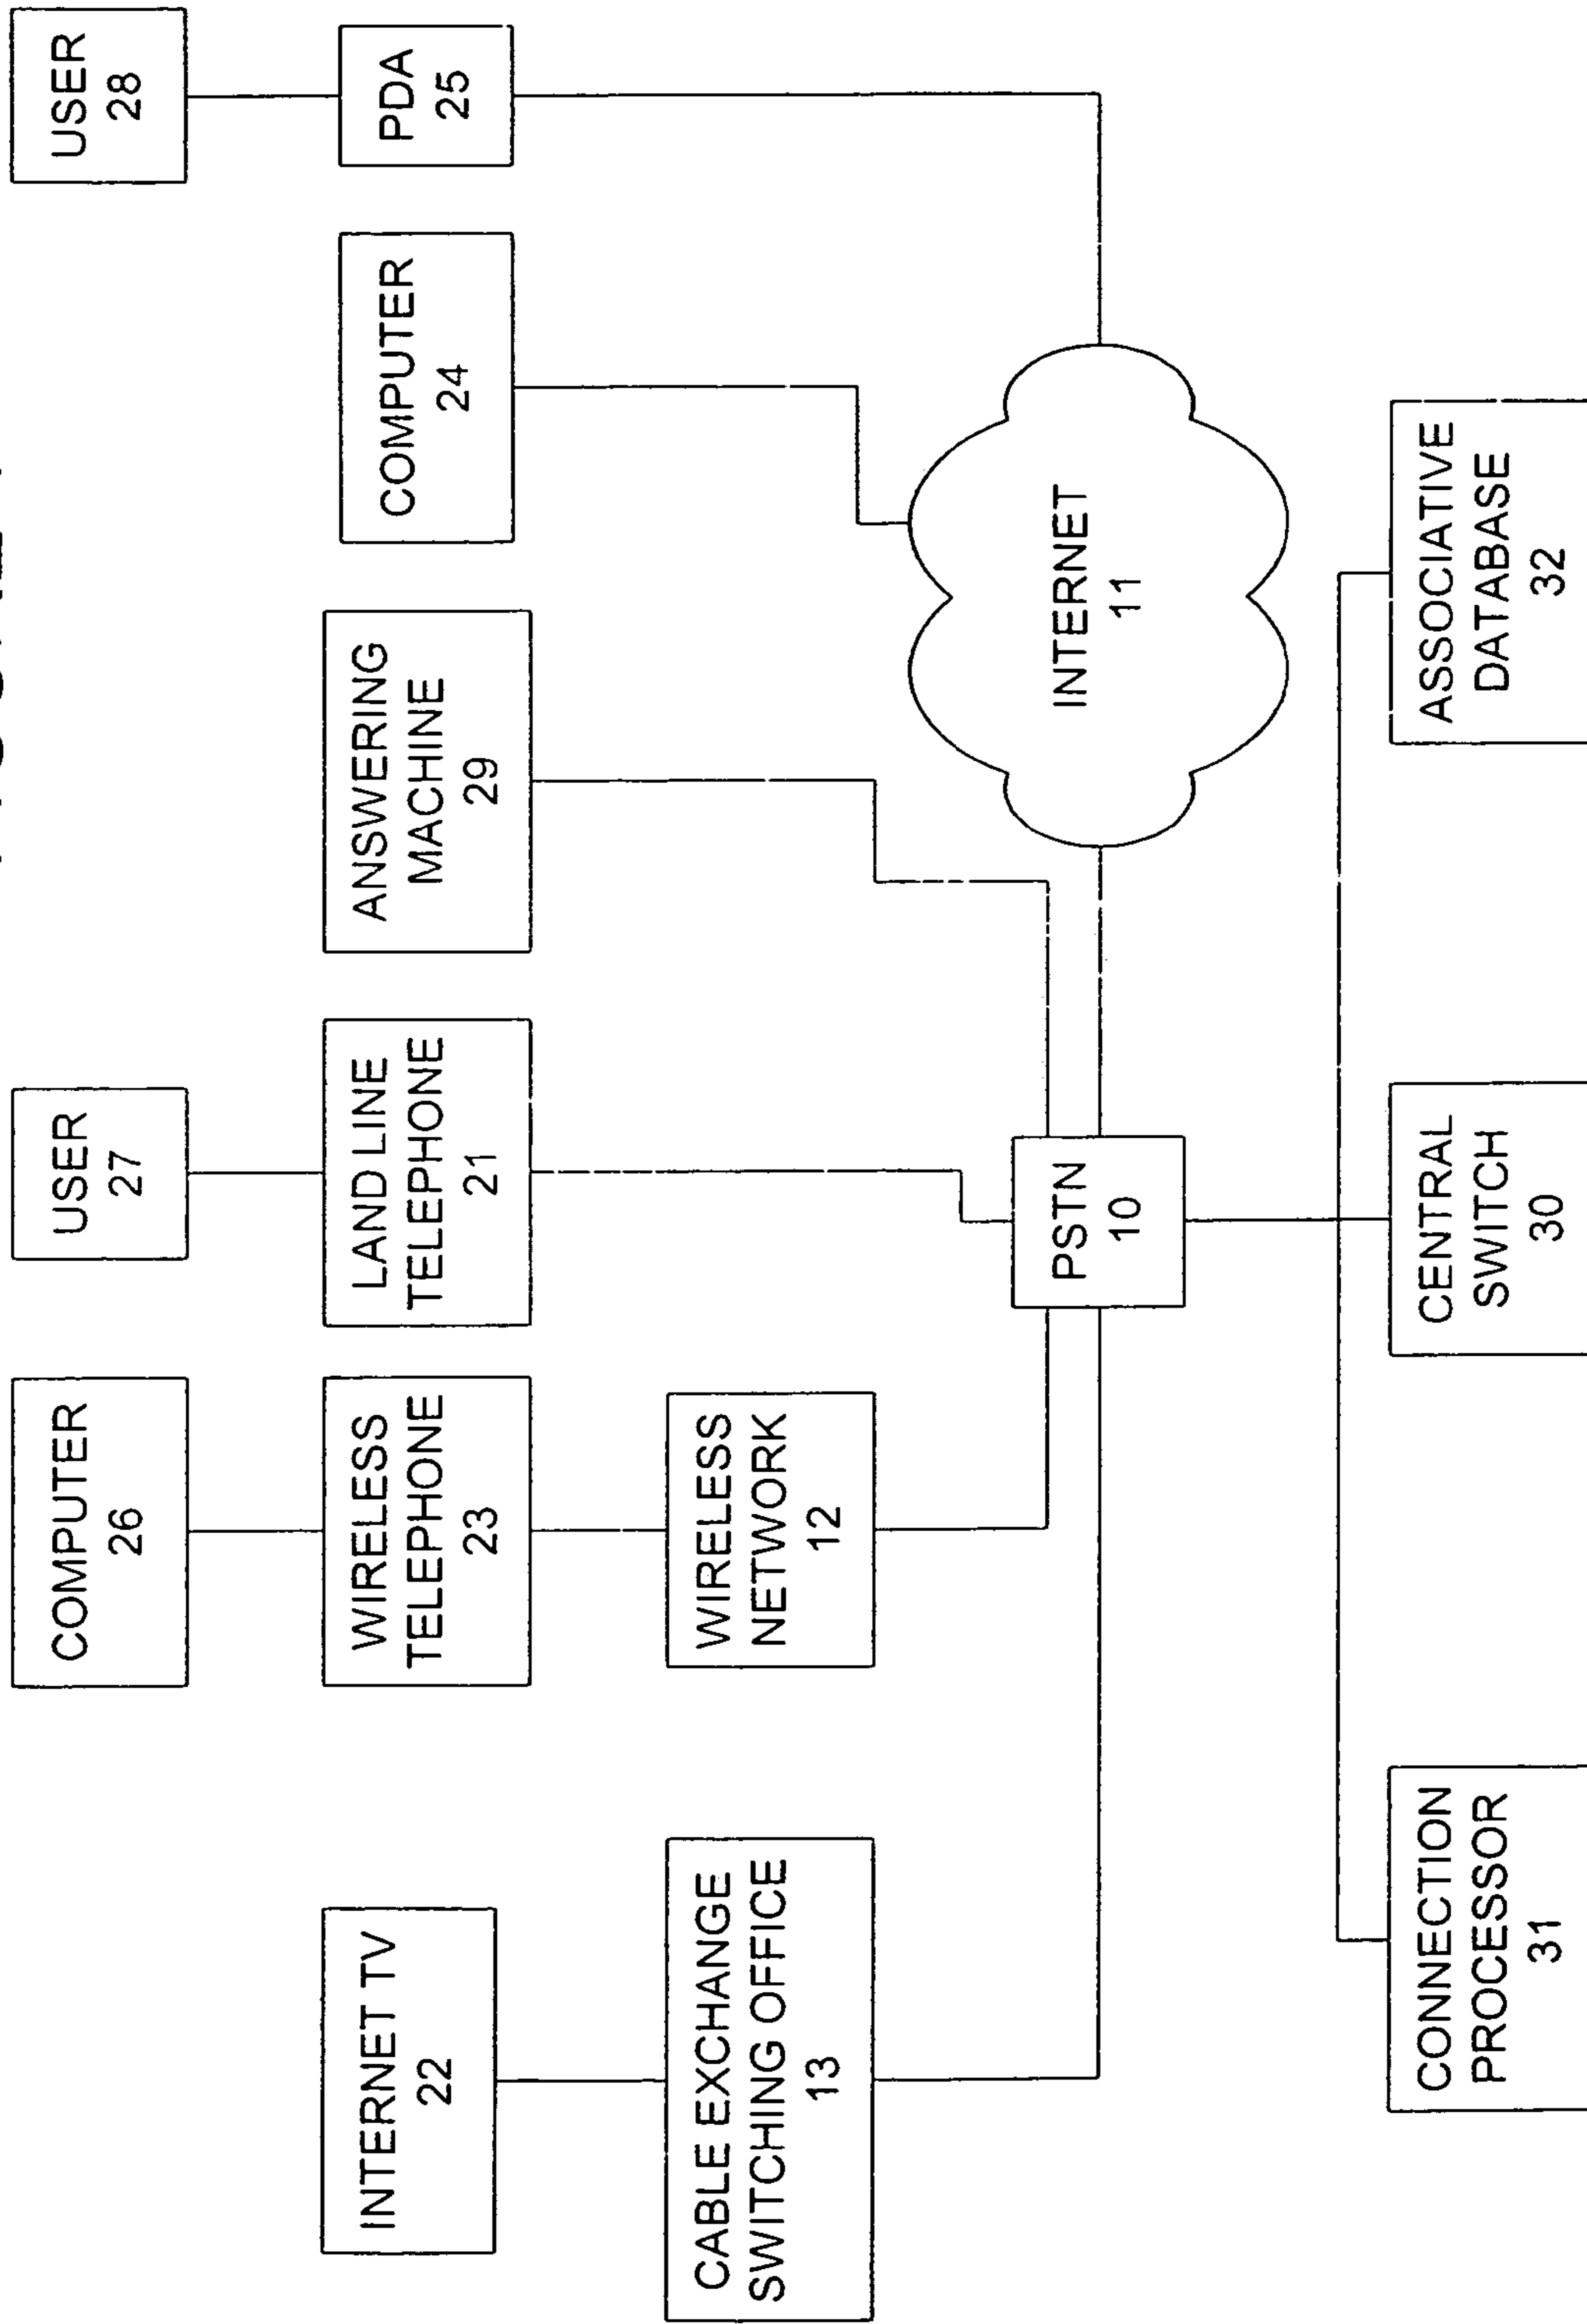 COMPUTER
26
USER
27
USER
28
INTERNET TV
22
WIRELESS
TELEPHONE
23
LAND LINE
TELEPHONE
21
ANSWERING
MACHINE
29
COMPUTER
24
PDA
25
CABLE EXCHANGE
SWITCHING OFFICE
13
WIRELESS
NETWORK
12
PSTN
10
INTERNET
11
CONNECTION
PROCESSOR
31
CENTRAL
SWITCH
30
ASSOCIATIVE
DATABASE
32